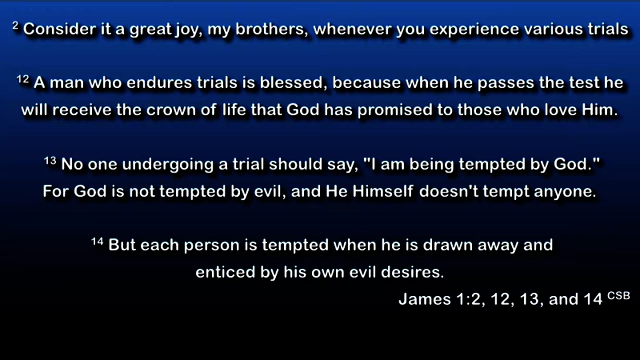 2 Consider it a great joy, my brothers, whenever you experience various trials
12 A man who endures trials is blessed, because when he passes the test he
will receive the crown of life that God has promised to those who love Him.
13 No one undergoing a trial should say, "I am being tempted by God."
For God is not tempted by evil, and He Himself doesn't tempt anyone.
14 But each person is tempted when he is drawn away and
enticed by his own evil desires.
James 1:2, 12, 13, and 14 CSB